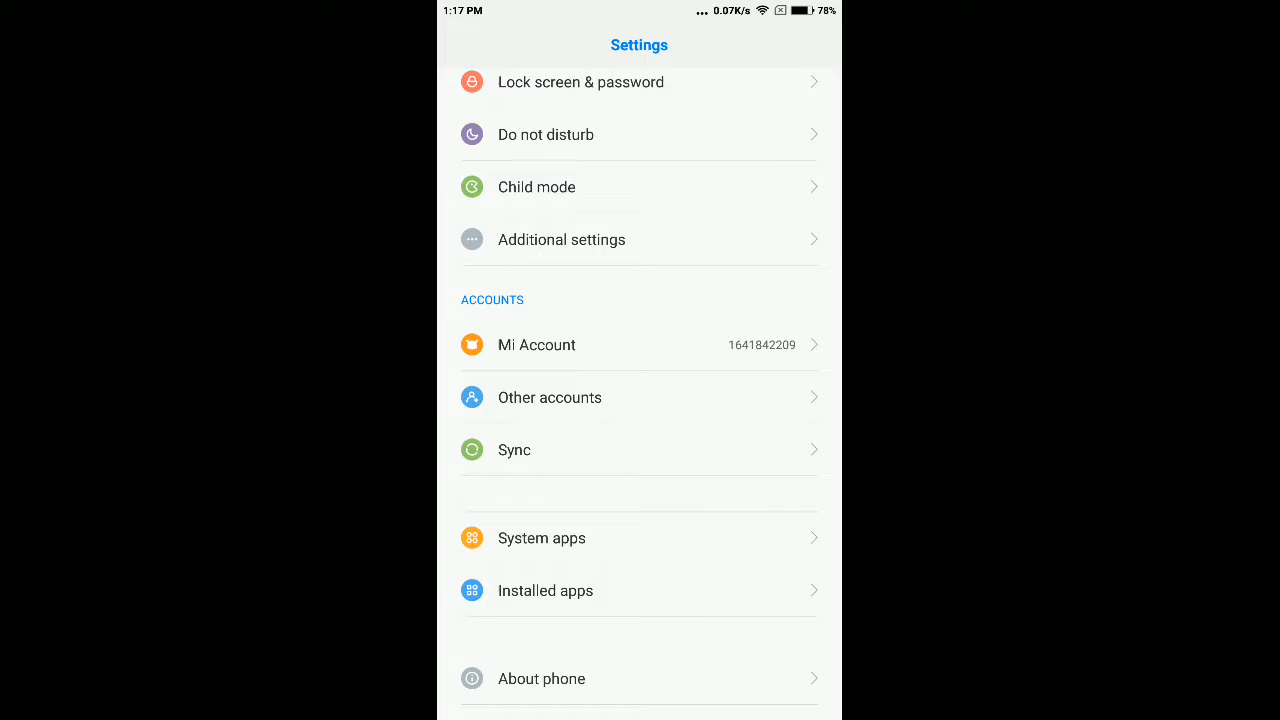 1:17 PM ... 0.07K/s 78%
Settings
Lock screen & password
Do not disturb
Child mode
Additional settings
ACCOUNTS
Mi Account 1641842209
Other accounts
Sync
System apps
Installed apps
About phone